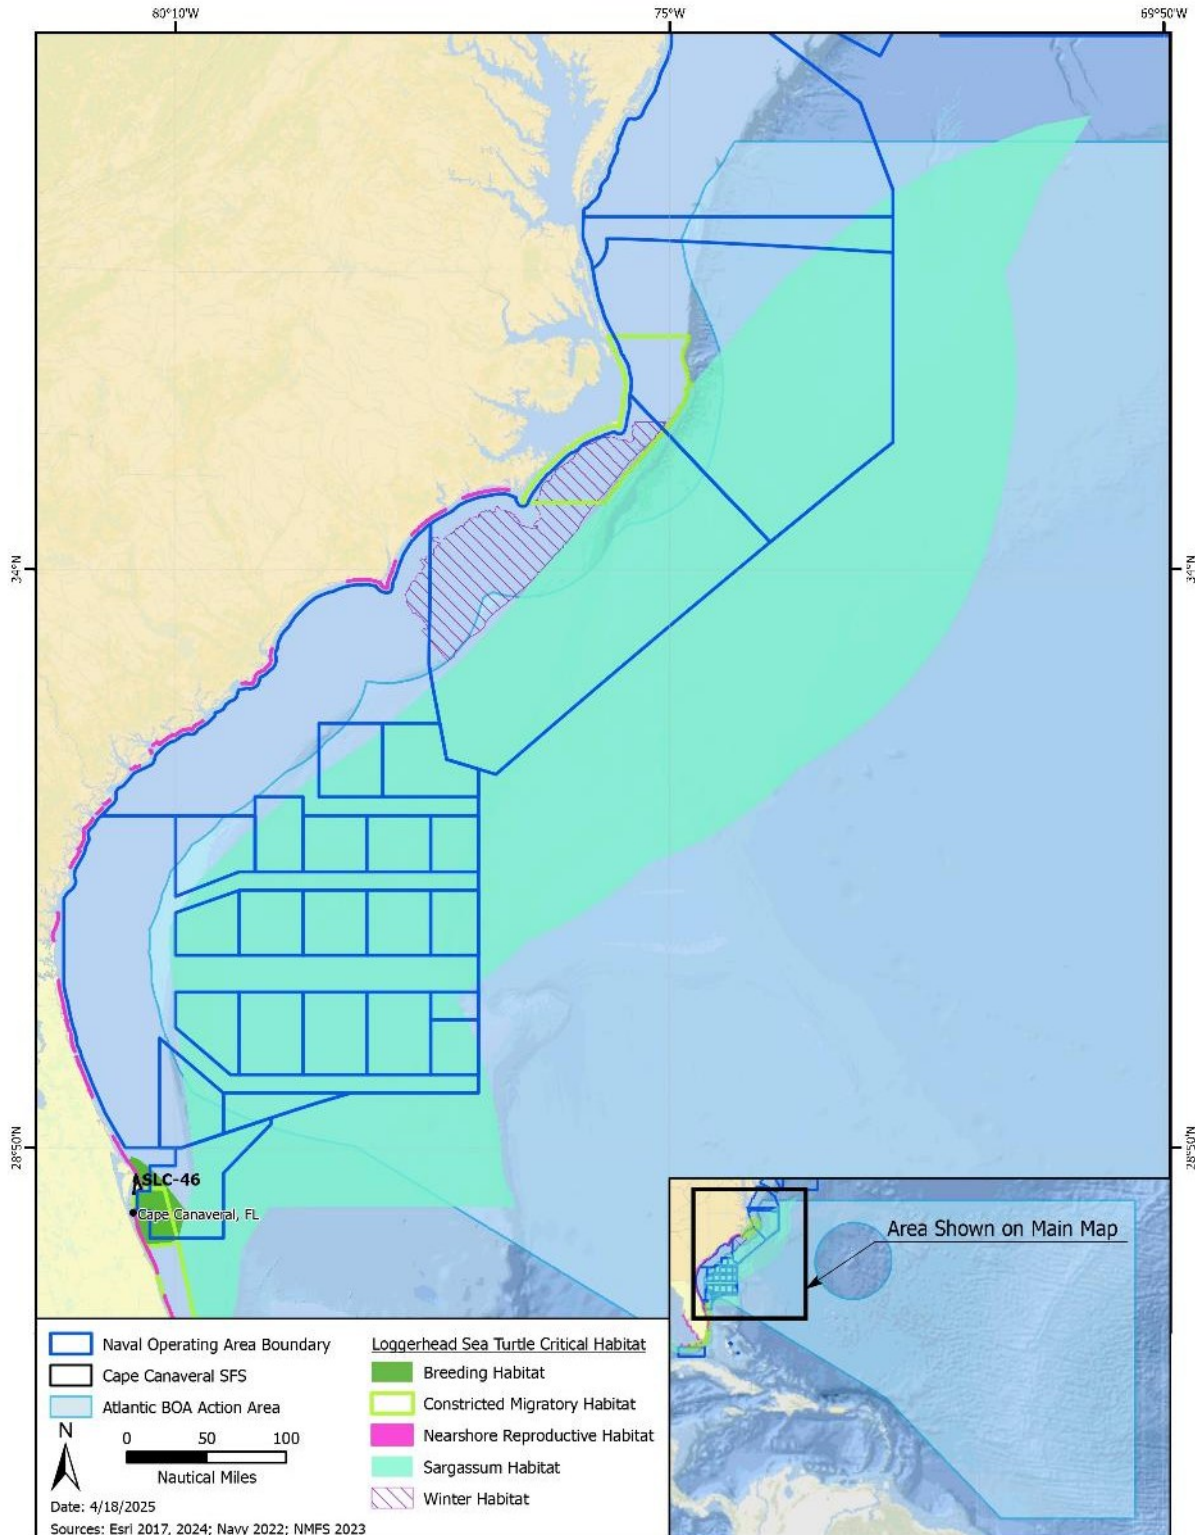 80°10'W 75°W 69°50'W
34°N 34°N
28°50'N 28°50'N
SLC-46
Cape Canaveral, FL
Area Shown on Main Map
Naval Operating Area Boundary
Cape Canaveral SFS
Atlantic BOA Action Area
N
0 50 100
Nautical Miles
Date: 4/18/2025
Sources: Esri 2017, 2024; Navy 2022; NMFS 2023
Loggerhead Sea Turtle Critical Habitat
Breeding Habitat
Constricted Migratory Habitat
Nearshore Reproductive Habitat
Sargassum Habitat
Winter Habitat